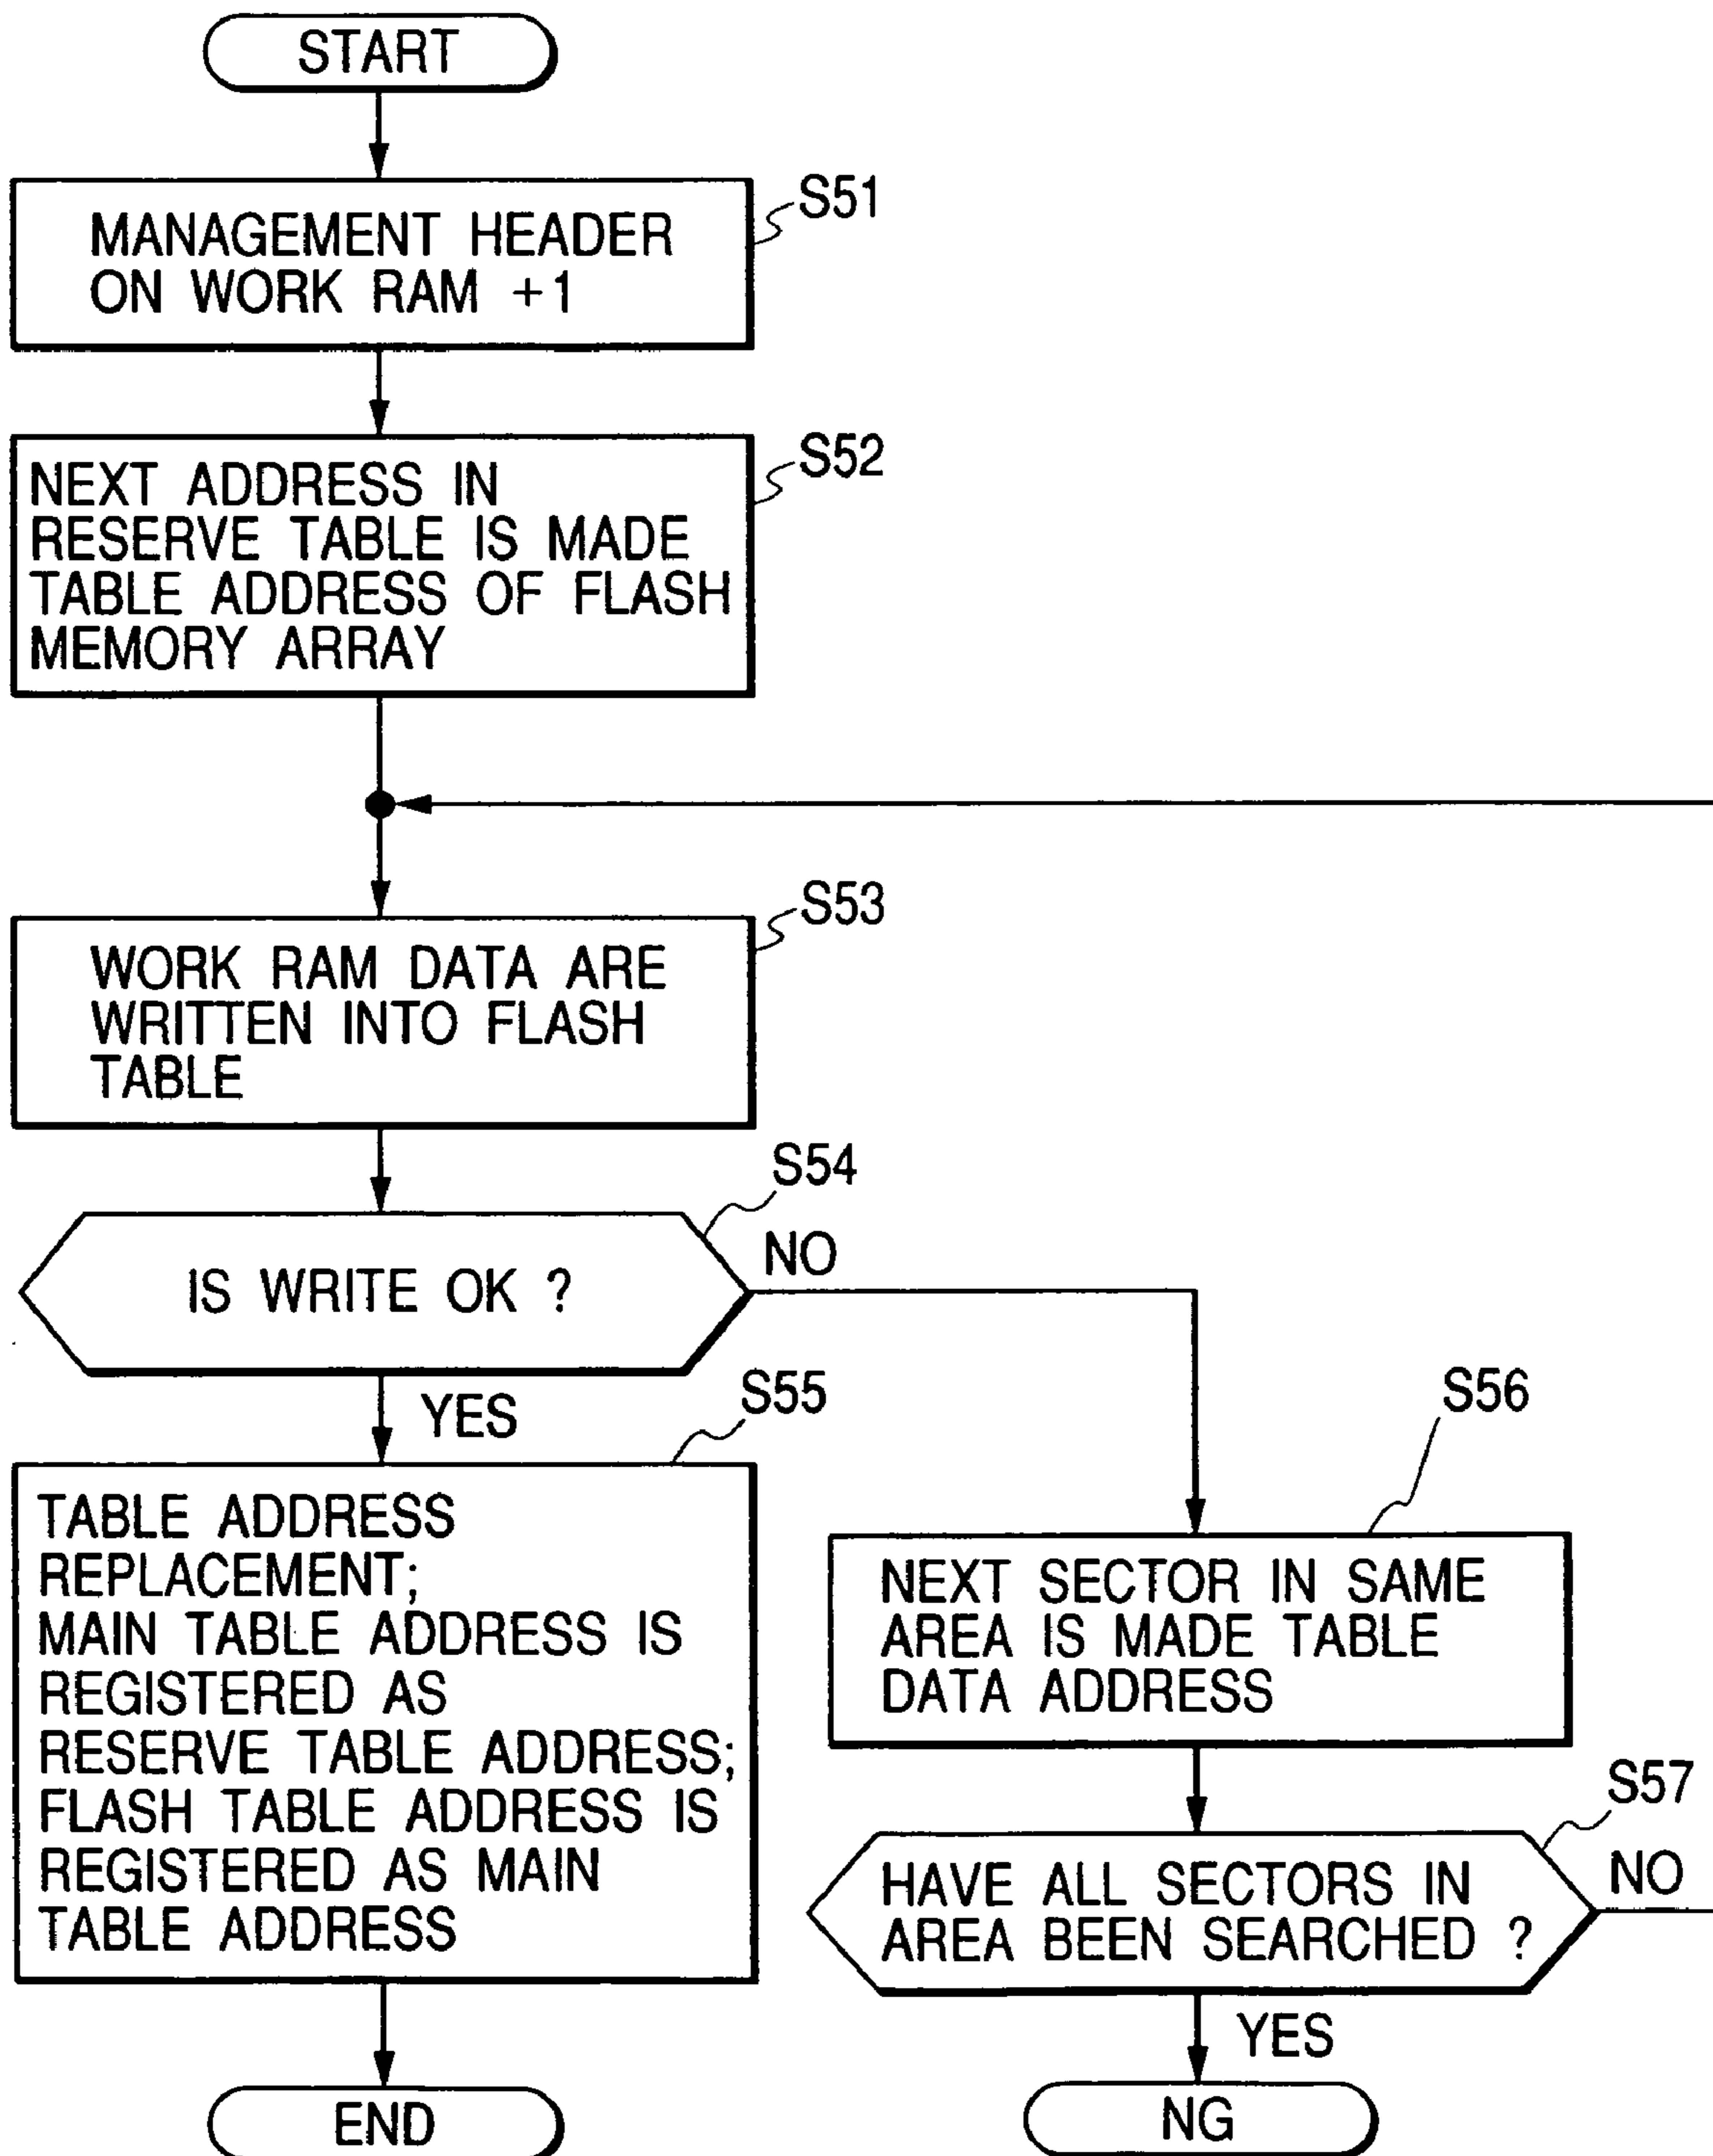 START
S51
MANAGEMENT HEADER
ON WORK RAM +1
S52
NEXT ADDRESS IN
RESERVE TABLE IS MADE
TABLE ADDRESS OF FLASH
MEMORY ARRAY
S53
WORK RAM DATA ARE
WRITTEN INTO FLASH
TABLE
S54
IS WRITE OK ?
NO
YES
S55
TABLE ADDRESS
REPLACEMENT;
MAIN TABLE ADDRESS IS
REGISTERED AS
RESERVE TABLE ADDRESS;
FLASH TABLE ADDRESS IS
REGISTERED AS MAIN
TABLE ADDRESS
END
S56
NEXT SECTOR IN SAME
AREA IS MADE TABLE
DATA ADDRESS
S57
HAVE ALL SECTORS IN
AREA BEEN SEARCHED ?
NO
YES
NG